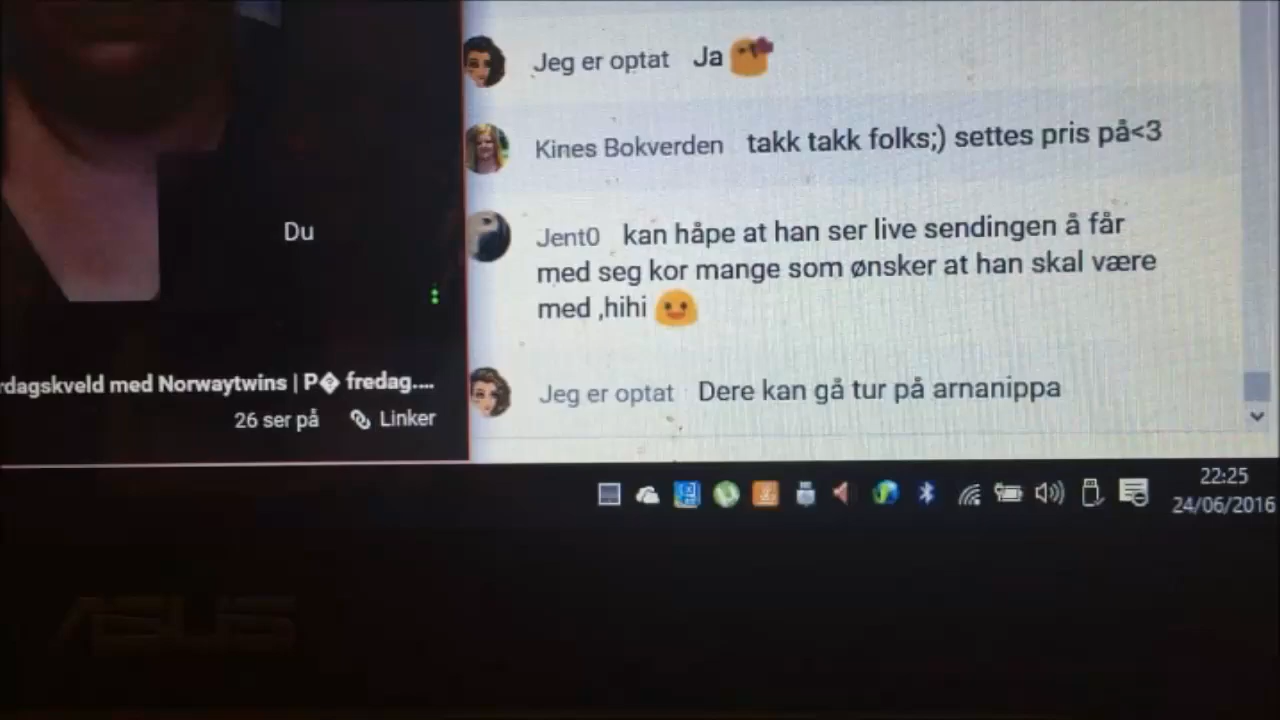 Jeg er optat Ja
Kines Bokverden takk takk folks;) settes pris på<3
Du
Jent0 kan håpe at han ser live sendingen å får
med seg kor mange som ønsker at han skal være
med ,hihi
rdagskveld med Norwaytwins | P� fredag....
Jeg er optat Dere kan gå tur på arnanippa
26 ser på Linker
22:25
24/06/2016
ASUS